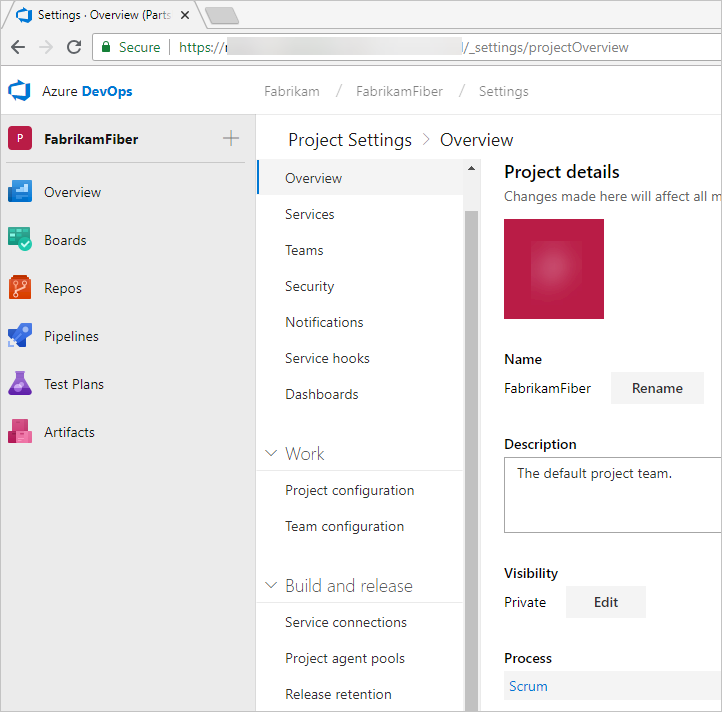 Settings · Overview (Parts
Secure https:// /_settings/projectOverview
Azure DevOps Fabrikam / FabrikamFiber / Settings
P FabrikamFiber
Overview
Boards
Repos
Pipelines
Test Plans
Artifacts
Project Settings > Overview
Overview
Services
Teams
Security
Notifications
Service hooks
Dashboards
Work
Project configuration
Team configuration
Build and release
Service connections
Project agent pools
Release retention
Project details
Changes made here will affect all m
Name
FabrikamFiber Rename
Description
The default project team.
Visibility
Private Edit
Process
Scrum